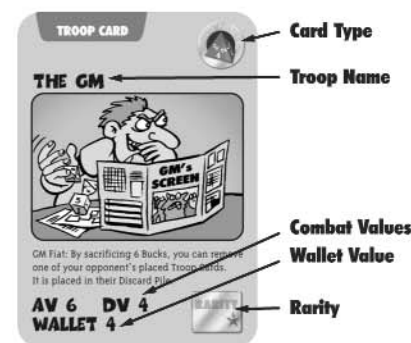 TROOP CARD
Card Type
THE GM
Troop Name
GM's
SCREEN
GM Fiat: By sacrificing 6 Bucks, you can remove
one of your opponent's placed Troop Cards.
It is placed in their Discard Pile.
Combat Values
Wallet Value
AV 6 DV 4
WALLET 4
RARITY
Rarity